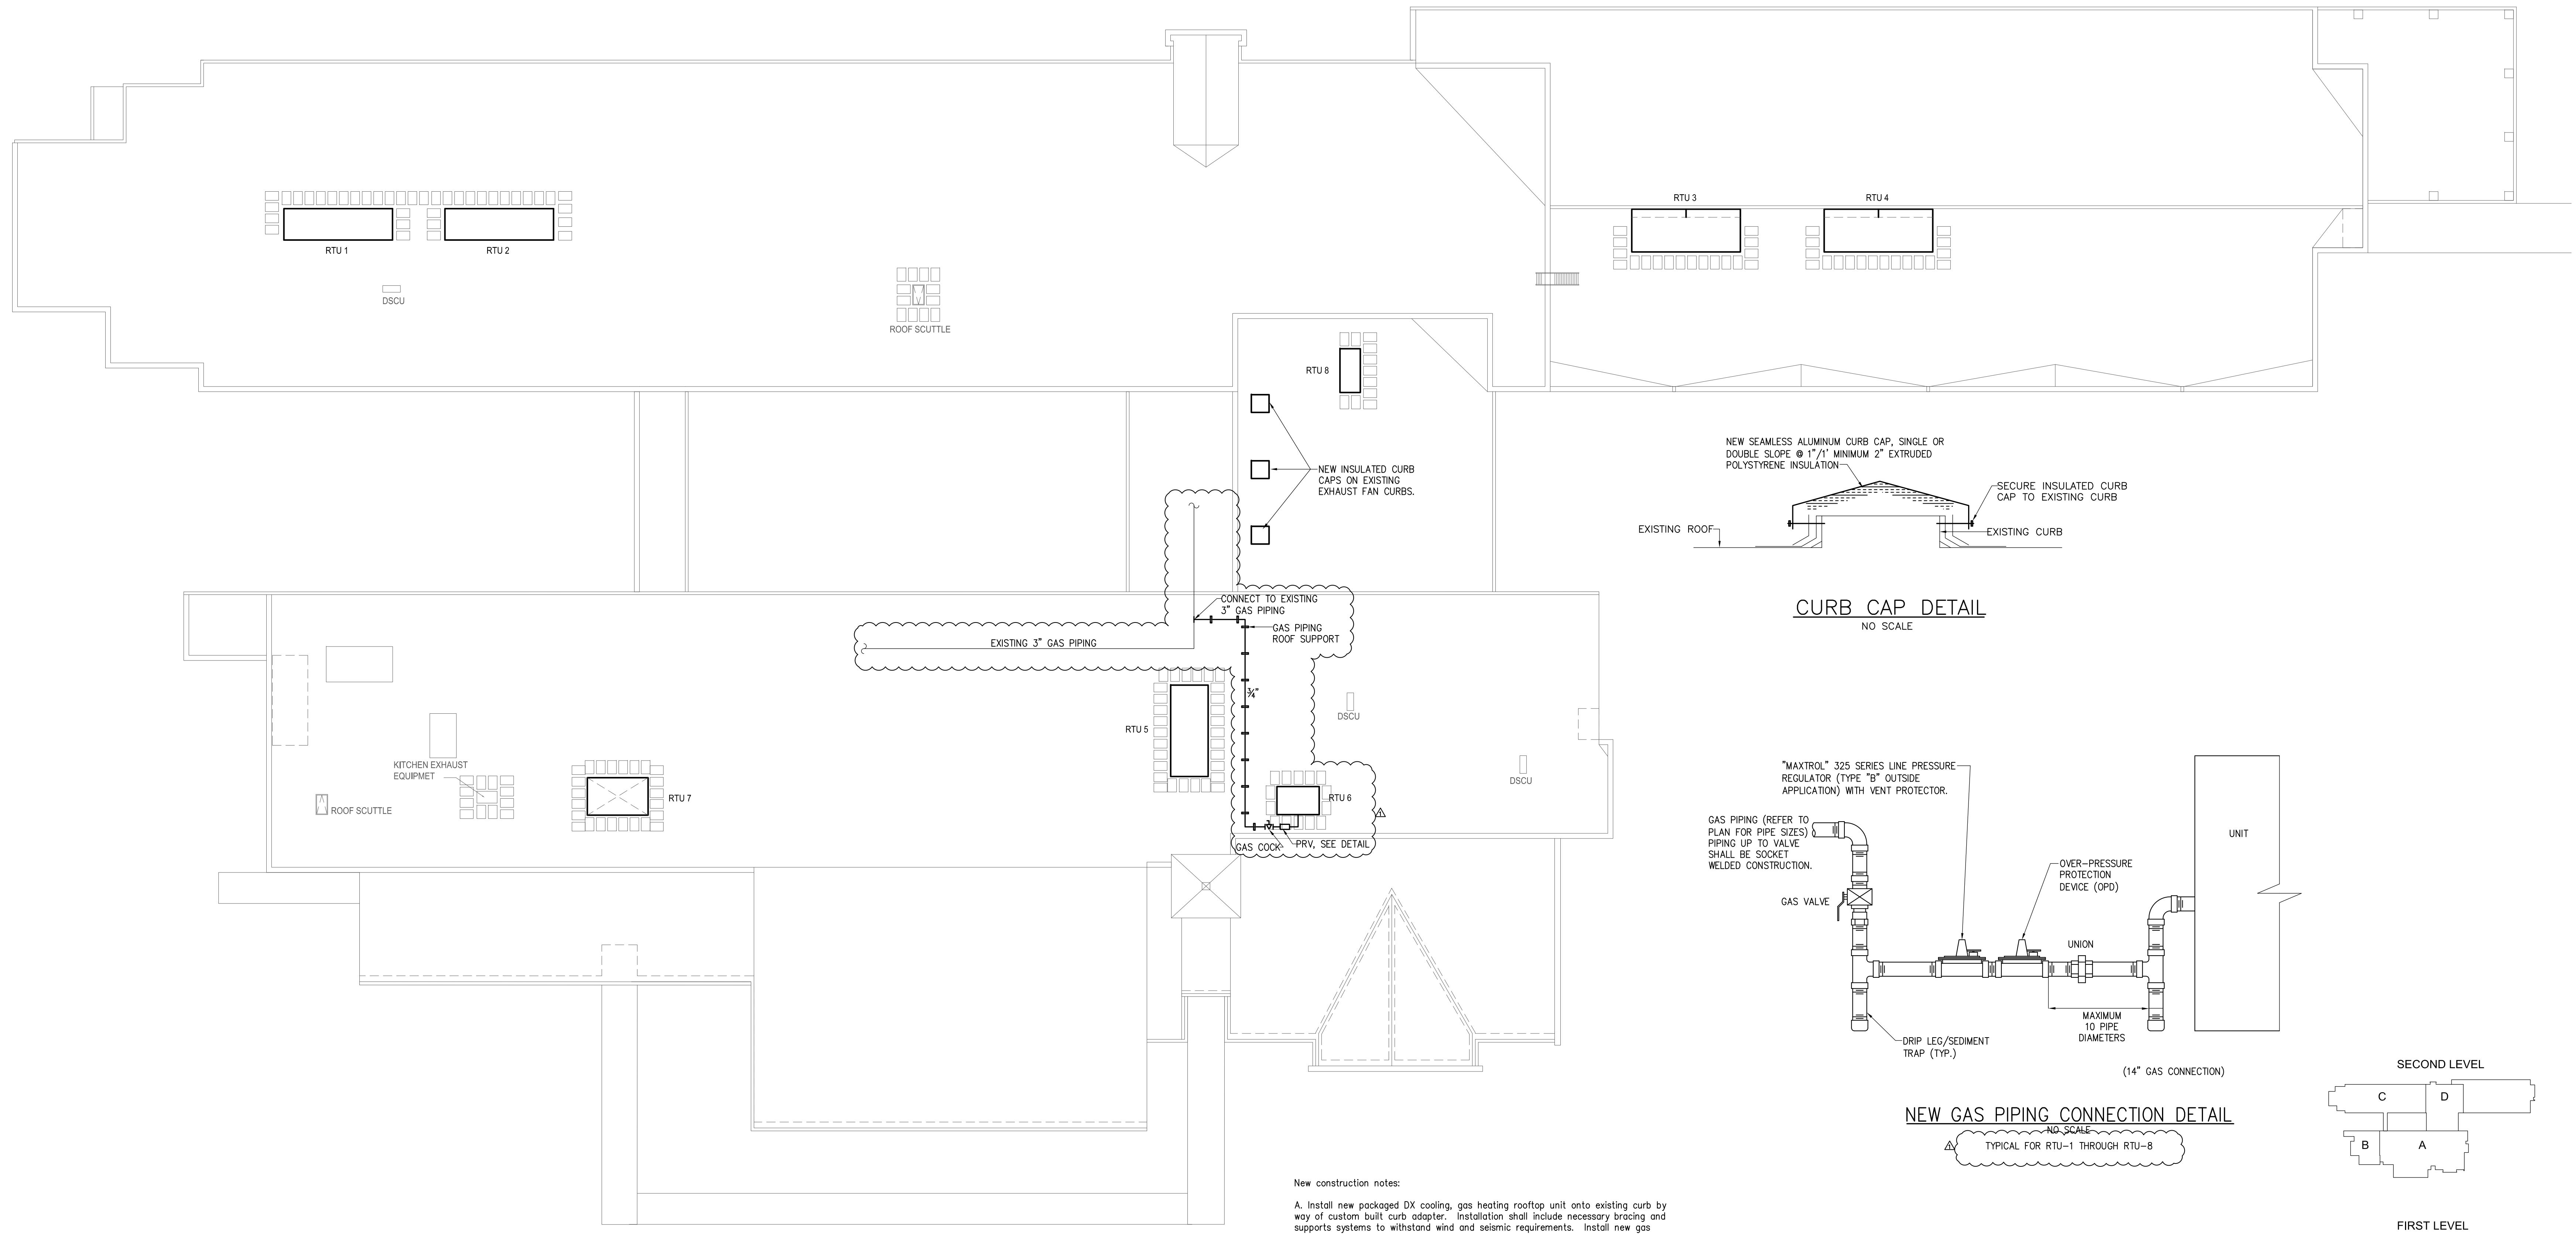 RTU 3
RTU 4
RTU 1
RTU 2
DSCU
ROOF SCUTTLE
RTU 8
NEW INSULATED CURB
CAPS ON EXISTING
EXHAUST FAN CURBS.
NEW SEAMLESS ALUMINUM CURB CAP, SINGLE OR
DOUBLE SLOPE @ 1"/1' MINIMUM 2" EXTRUDED
POLYSTYRENE INSULATION
SECURE INSULATED CURB
CAP TO EXISTING CURB
EXISTING ROOF
EXISTING CURB
CURB CAP DETAIL
NO SCALE
CONNECT TO EXISTING
3" GAS PIPING
GAS PIPING
ROOF SUPPORT
EXISTING 3" GAS PIPING
¾"
DSCU
RTU 5
DSCU
KITCHEN EXHAUST
EQUIPMET
ROOF SCUTTLE
RTU 7
RTU 6
1
GAS COCK
PRV, SEE DETAIL
"MAXTROL" 325 SERIES LINE PRESSURE
REGULATOR (TYPE "B" OUTSIDE
APPLICATION) WITH VENT PROTECTOR.
GAS PIPING (REFER TO
PLAN FOR PIPE SIZES)
PIPING UP TO VALVE
SHALL BE SOCKET
WELDED CONSTRUCTION.
UNIT
OVER-PRESSURE
PROTECTION
DEVICE (OPD)
GAS VALVE
UNION
MAXIMUM
10 PIPE
DIAMETERS
DRIP LEG/SEDIMENT
TRAP (TYP.)
(14" GAS CONNECTION)
NEW GAS PIPING CONNECTION DETAIL
NO SCALE
1
TYPICAL FOR RTU-1 THROUGH RTU-8
SECOND LEVEL
C
D
B
A
FIRST LEVEL
New construction notes:
A. Install new packaged DX cooling, gas heating rooftop unit onto existing curb by
way of custom built curb adapter. Installation shall include necessary bracing and
supports systems to withstand wind and seismic requirements. Install new gas